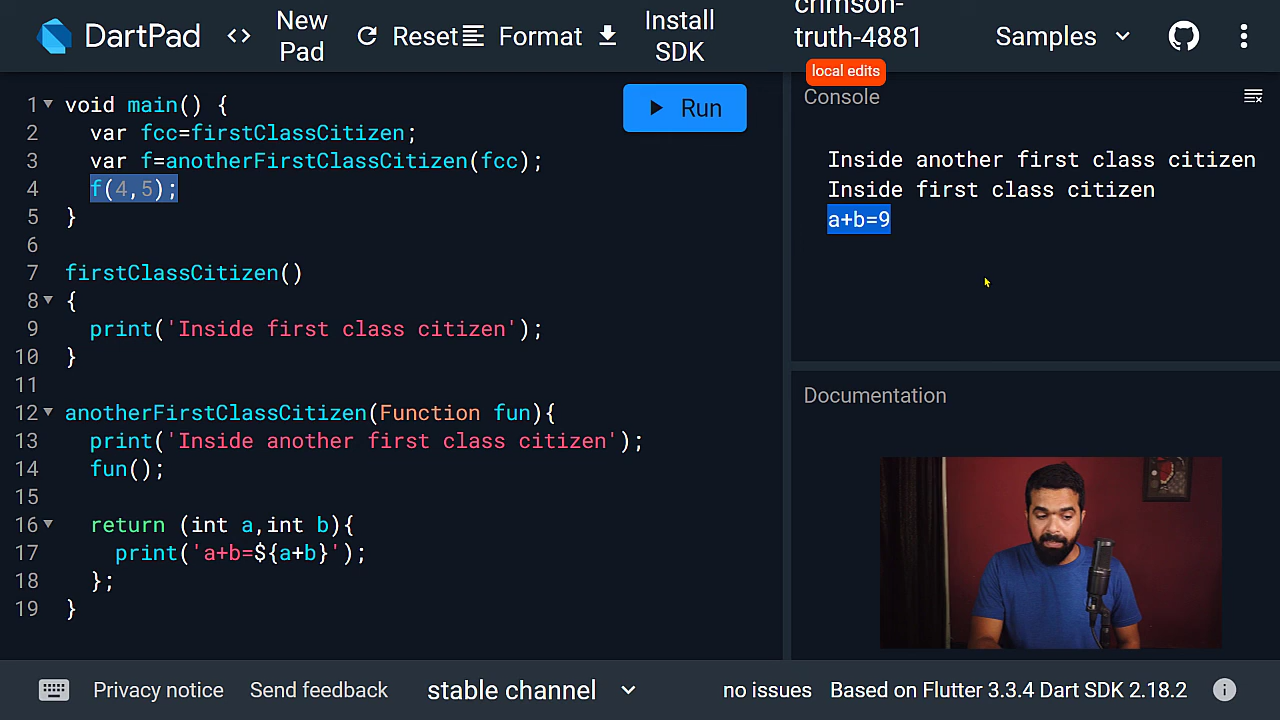 DartPad
<> New Pad
Reset
Format
Install SDK
crimson-truth-4881
local edits
Samples
1 void main() {
2 var fcc=firstClassCitizen;
3 var f=anotherFirstClassCitizen(fcc);
4 f(4,5);
5 }
6
7 firstClassCitizen()
8 {
9 print('Inside first class citizen');
10 }
11
12 anotherFirstClassCitizen(Function fun){
13 print('Inside another first class citizen');
14 fun();
15
16 return (int a,int b){
17 print('a+b=${a+b}');
18 };
19 }
Run
Console
Inside another first class citizen
Inside first class citizen
a+b=9
Documentation
Privacy notice
Send feedback
stable channel
no issues
Based on Flutter 3.3.4 Dart SDK 2.18.2